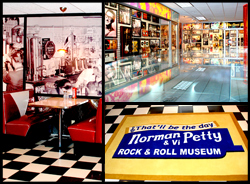 "That'll be the day"
Norman
& Vi
Petty
ROCK & ROLL MUSEUM